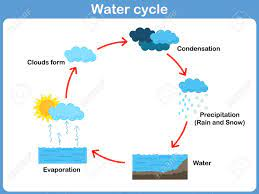 Water cycle
Condensation
Clouds form
Precipitation
(Rain and Snow)
Water
Evaporation